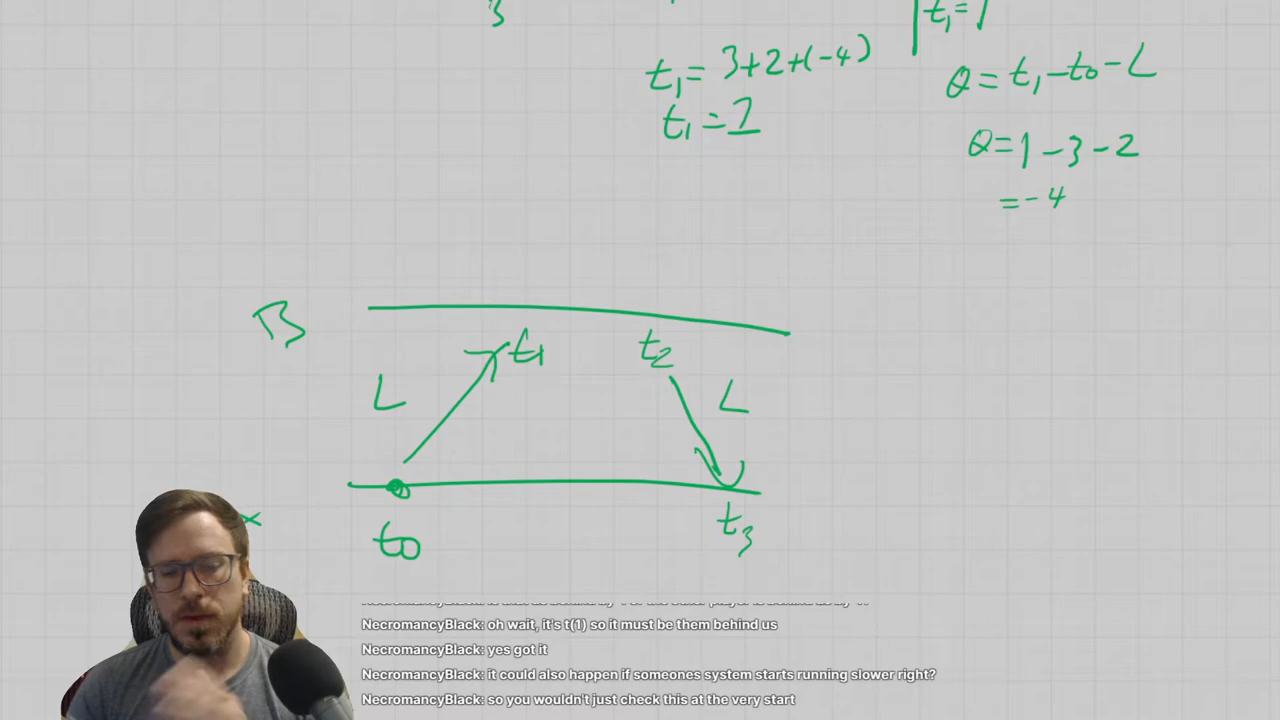 3
t₁=1
t₁= 3+2+(-4)
t₁=1
θ= t₁-t₀-L
θ=1-3-2
=-4
B
t₁
t₂
L
L
t₀
t₃
NecromancyBlack: oh wait, it's t(1) so it must be them behind us
NecromancyBlack: yes got it
NecromancyBlack: it could also happen if someones system starts running slower right?
NecromancyBlack: so you wouldn't just check this at the very start